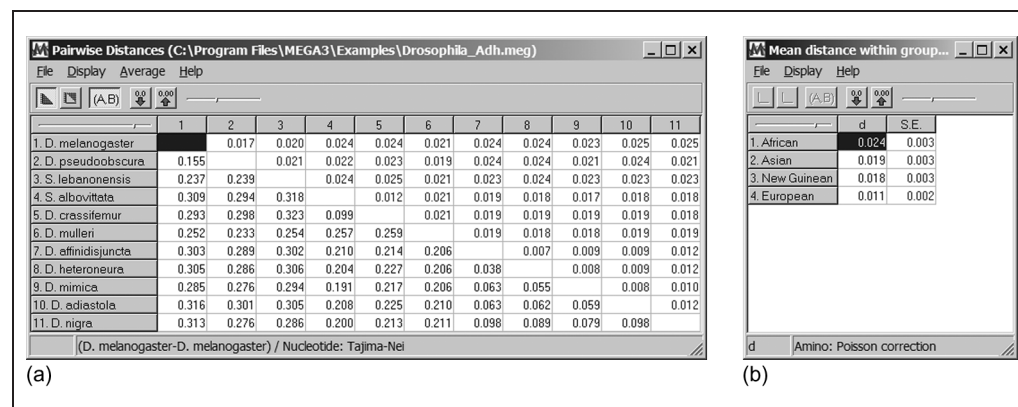 Pairwise Distances (C:\Program Files\MEGA3\Examples\Drosophila_Adh.meg)
File Display Average Help
(A,B) 0.0 0.00
1 2 3 4 5 6 7 8 9 10 11
1. D. melanogaster 0.017 0.020 0.024 0.024 0.021 0.024 0.024 0.023 0.025 0.025
2. D. pseudoobscura 0.155 0.021 0.022 0.023 0.019 0.024 0.024 0.021 0.024 0.021
3. S. lebanonensis 0.237 0.239 0.024 0.025 0.021 0.023 0.024 0.023 0.023 0.023
4. S. albovittata 0.309 0.294 0.318 0.012 0.021 0.019 0.018 0.017 0.018 0.018
5. D. crassifemur 0.293 0.298 0.323 0.099 0.021 0.019 0.019 0.019 0.019 0.018
6. D. mulleri 0.252 0.233 0.254 0.257 0.259 0.019 0.018 0.018 0.019 0.019
7. D. affinidisjuncta 0.303 0.289 0.302 0.210 0.214 0.206 0.007 0.009 0.009 0.012
8. D. heteroneura 0.305 0.286 0.306 0.204 0.227 0.206 0.038 0.008 0.009 0.012
9. D. mimica 0.285 0.276 0.294 0.191 0.217 0.206 0.063 0.055 0.008 0.010
10. D. adiastola 0.316 0.301 0.305 0.208 0.225 0.210 0.063 0.062 0.059 0.012
11. D. nigra 0.313 0.276 0.286 0.200 0.213 0.211 0.098 0.089 0.079 0.098
(D. melanogaster-D. melanogaster) / Nucleotide: Tajima-Nei
(a)
Mean distance within group...
File Display Help
(A,B) 0.0 0.00
d S.E.
1. African 0.024 0.003
2. Asian 0.019 0.003
3. New Guinean 0.018 0.003
4. European 0.011 0.002
d Amino: Poisson correction
(b)